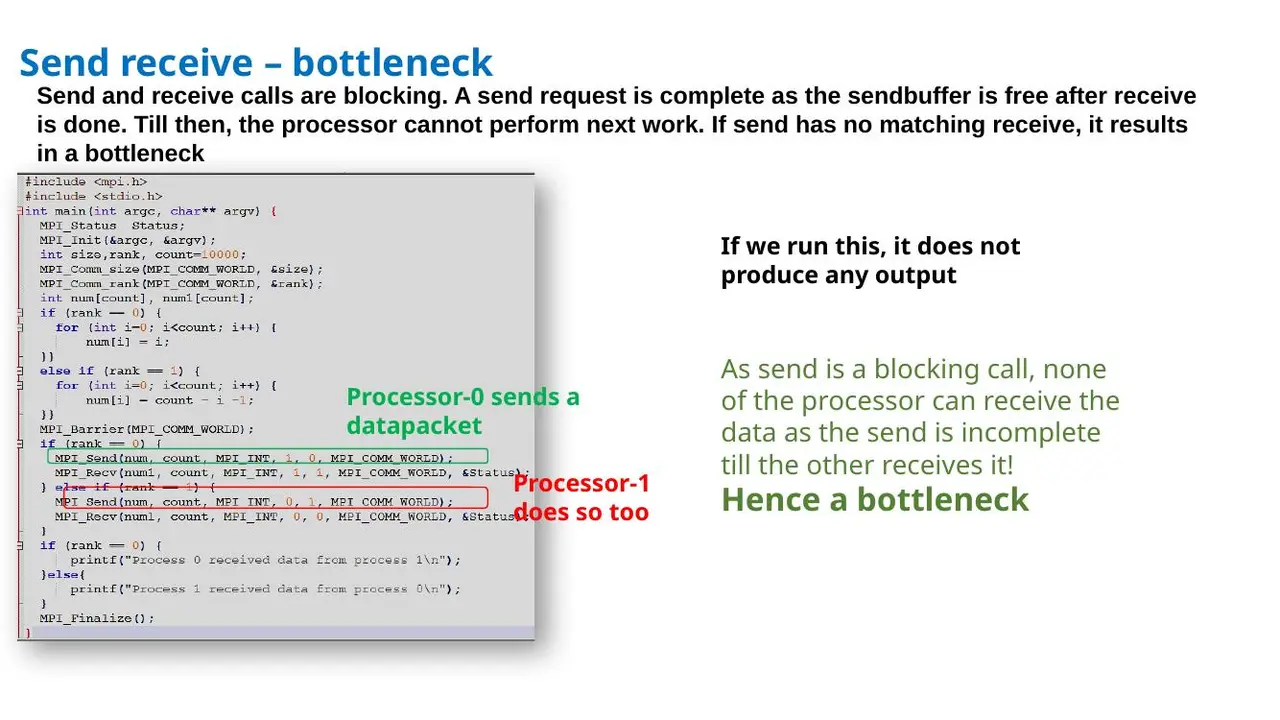 Send receive – bottleneck
Send and receive calls are blocking. A send request is complete as the sendbuffer is free after receive
is done. Till then, the processor cannot perform next work. If send has no matching receive, it results
in a bottleneck
#include <mpi.h>
#include <stdio.h>
int main(int argc, char** argv) {
MPI_Status Status;
MPI_Init(&argc, &argv);
int size,rank, count=10000;
MPI_Comm_size(MPI_COMM_WORLD, &size);
MPI_Comm_rank(MPI_COMM_WORLD, &rank);
int num[count], num1[count];
if (rank == 0) {
for (int i=0; i<count; i++) {
num[i] = i;
}}
else if (rank == 1) {
for (int i=0; i<count; i++) {
num[i] = count - i -1;
}}
MPI_Barrier(MPI_COMM_WORLD);
if (rank == 0) {
MPI_Send(num, count, MPI_INT, 1, 0, MPI_COMM_WORLD);
MPI_Recv(num1, count, MPI_INT, 1, 1, MPI_COMM_WORLD, &Status);
} else if (rank == 1) {
MPI_Send(num, count, MPI_INT, 0, 1, MPI_COMM_WORLD);
MPI_Recv(num1, count, MPI_INT, 0, 0, MPI_COMM_WORLD, &Status);
}
if (rank == 0) {
printf("Process 0 received data from process 1\n");
}else{
printf("Process 1 received data from process 0\n");
}
MPI_Finalize();
}
Processor-0 sends a
datapacket
Processor-1
does so too
If we run this, it does not
produce any output
As send is a blocking call, none
of the processor can receive the
data as the send is incomplete
till the other receives it!
Hence a bottleneck